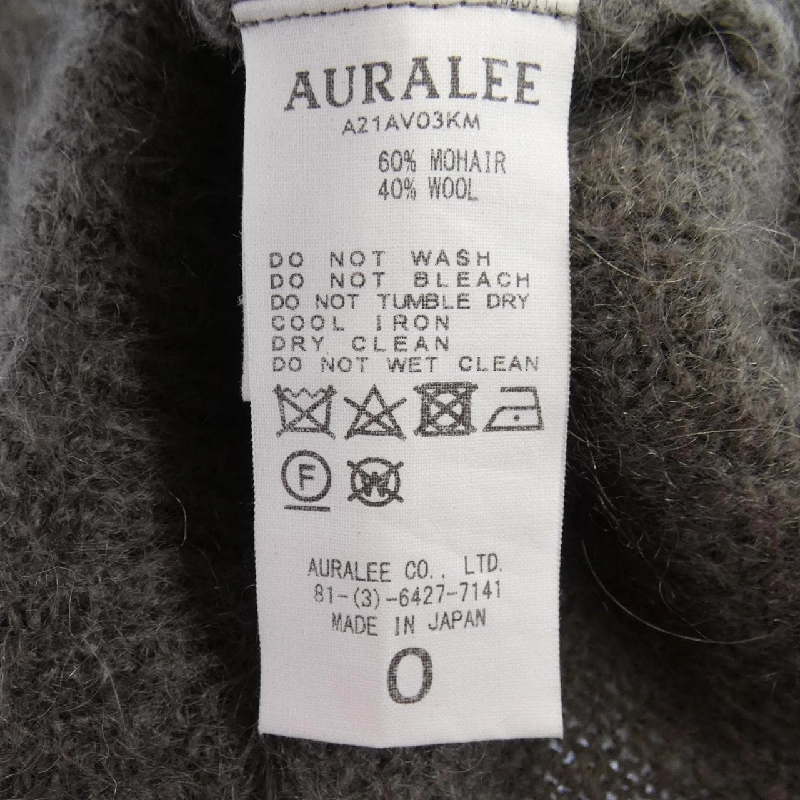 AURALEE
A21AV03KM
60% MOHAIR
40% WOOL
DO NOT WASH
DO NOT BLEACH
DO NOT TUMBLE DRY
COOL IRON
DRY CLEAN
DO NOT WET CLEAN
F
W
AURALEE CO., LTD.
81-(3)-6427-7141
MADE IN JAPAN
0